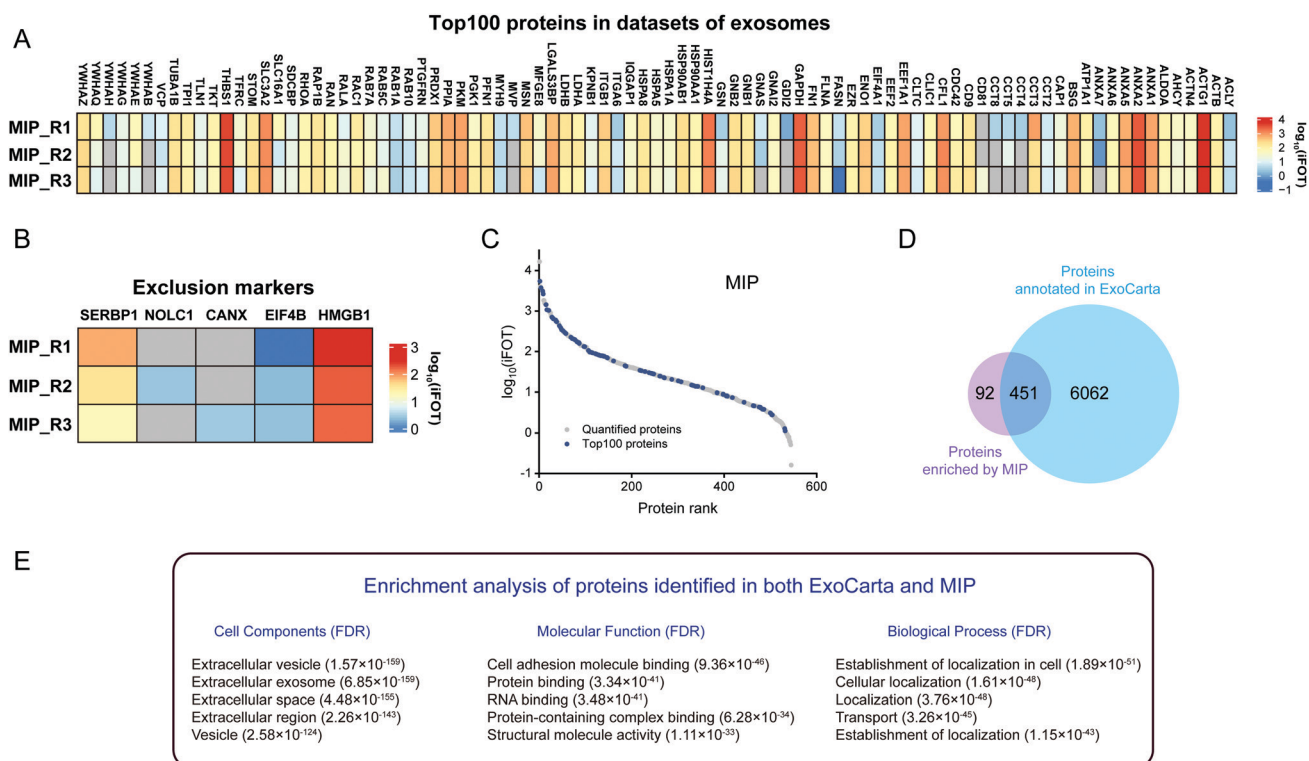 A
Top100 proteins in datasets of exosomes
YWHAZ
YWHAQ
YWHAH
YWHAG
YWHAE
YWHAB
VCP
TUBA1B
TPI1
TLN1
TKT
THBS1
TFRC
STOM
SLC3A2
SLC16A1
SDCBP
RHOA
RAP1B
RAN
RALA
RAC1
RAB7A
RAB5C
RAB1A
RAB10
PTGFRN
PRDX1
PPIA
PKM
PGK1
PFN1
MYH9
MVP
MSN
MFGE8
LGALS3BP
LDHB
LDHA
KPNB1
ITGB1
ITGA6
IQGAP1
HSPA8
HSPA5
HSPA1A
HSP90AB1
HSP90AA1
HIST1H4A
GSN
GNB2
GNB1
GNAS
GNAI2
GDI2
GAPDH
FN1
FLNA
FASN
EZR
ENO1
EIF4A1
EEF2
EEF1A1
CLTC
CLIC1
CFL1
CDC42
CD9
CD81
CCT8
CCT5
CCT4
CCT3
CCT2
CAP1
BSG
ATP1A1
ANXA7
ANXA6
ANXA5
ANXA2
ANXA1
ALDOA
AHCY
ACTN4
ACTG1
ACTB
ACLY
MIP_R1
MIP_R2
MIP_R3
4
3
2
1
0
−1
log10(iFOT)
B
Exclusion markers
SERBP1 NOLC1 CANX EIF4B HMGB1
MIP_R1
MIP_R2
MIP_R3
3
2
1
0
log10(iFOT)
C
MIP
log10(iFOT)
4
3
2
1
0
-1
Quantified proteins
Top100 proteins
0 200 400 600
Protein rank
D
Proteins
annotated in ExoCarta
92 451 6062
Proteins
enriched by MIP
E
Enrichment analysis of proteins identified in both ExoCarta and MIP
Cell Components (FDR)
Extracellular vesicle (1.57×10-159)
Extracellular exosome (6.85×10-159)
Extracellular space (4.48×10-155)
Extracellular region (2.26×10-143)
Vesicle (2.58×10-124)
Molecular Function (FDR)
Cell adhesion molecule binding (9.36×10-46)
Protein binding (3.34×10-41)
RNA binding (3.48×10-41)
Protein-containing complex binding (6.28×10-34)
Structural molecule activity (1.11×10-33)
Biological Process (FDR)
Establishment of localization in cell (1.89×10-51)
Cellular localization (1.61×10-48)
Localization (3.76×10-48)
Transport (3.26×10-45)
Establishment of localization (1.15×10-43)